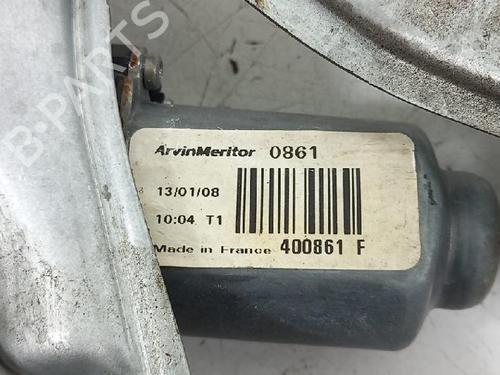 B-PARTS
ArvinMeritor 0861
13/01/08
10:04 T1
Made in France 400861 F